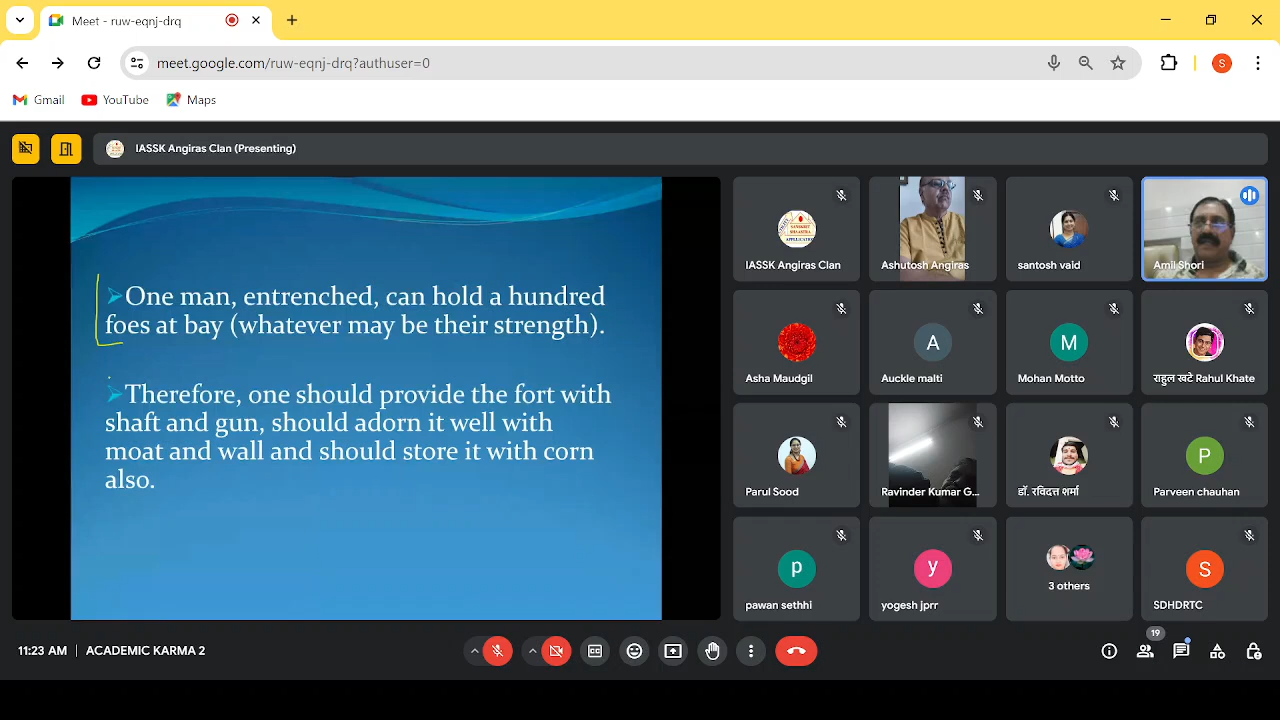 Meet - ruw-eqnj-drq
meet.google.com/ruw-eqnj-drq?authuser=0
S
Gmail
YouTube
Maps
IASSK Angiras Clan (Presenting)
One man, entrenched, can hold a hundred
foes at bay (whatever may be their strength).
Therefore, one should provide the fort with
shaft and gun, should adorn it well with
moat and wall and should store it with corn
also.
IASSK Angiras Clan
Ashutosh Angiras
santosh vaid
Amil Shori
Asha Maudgil
A
Auckle malti
M
Mohan Motto
राहुल खटे Rahul Khate
Parul Sood
Ravinder Kumar G...
डॉ. रविदत्त शर्मा
P
Parveen chauhan
p
pawan sethhi
y
yogesh jprr
3 others
S
SDHDRTC
11:23 AM
ACADEMIC KARMA 2
19